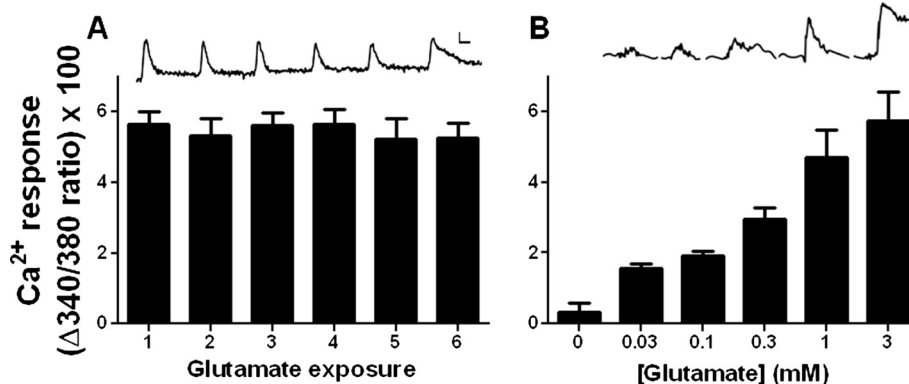 A
B
Ca2+ response
(Δ340/380 ratio) x 100
6
4
2
0
1 2 3 4 5 6
Glutamate exposure
6
4
2
0
0 0.03 0.1 0.3 1 3
[Glutamate] (mM)